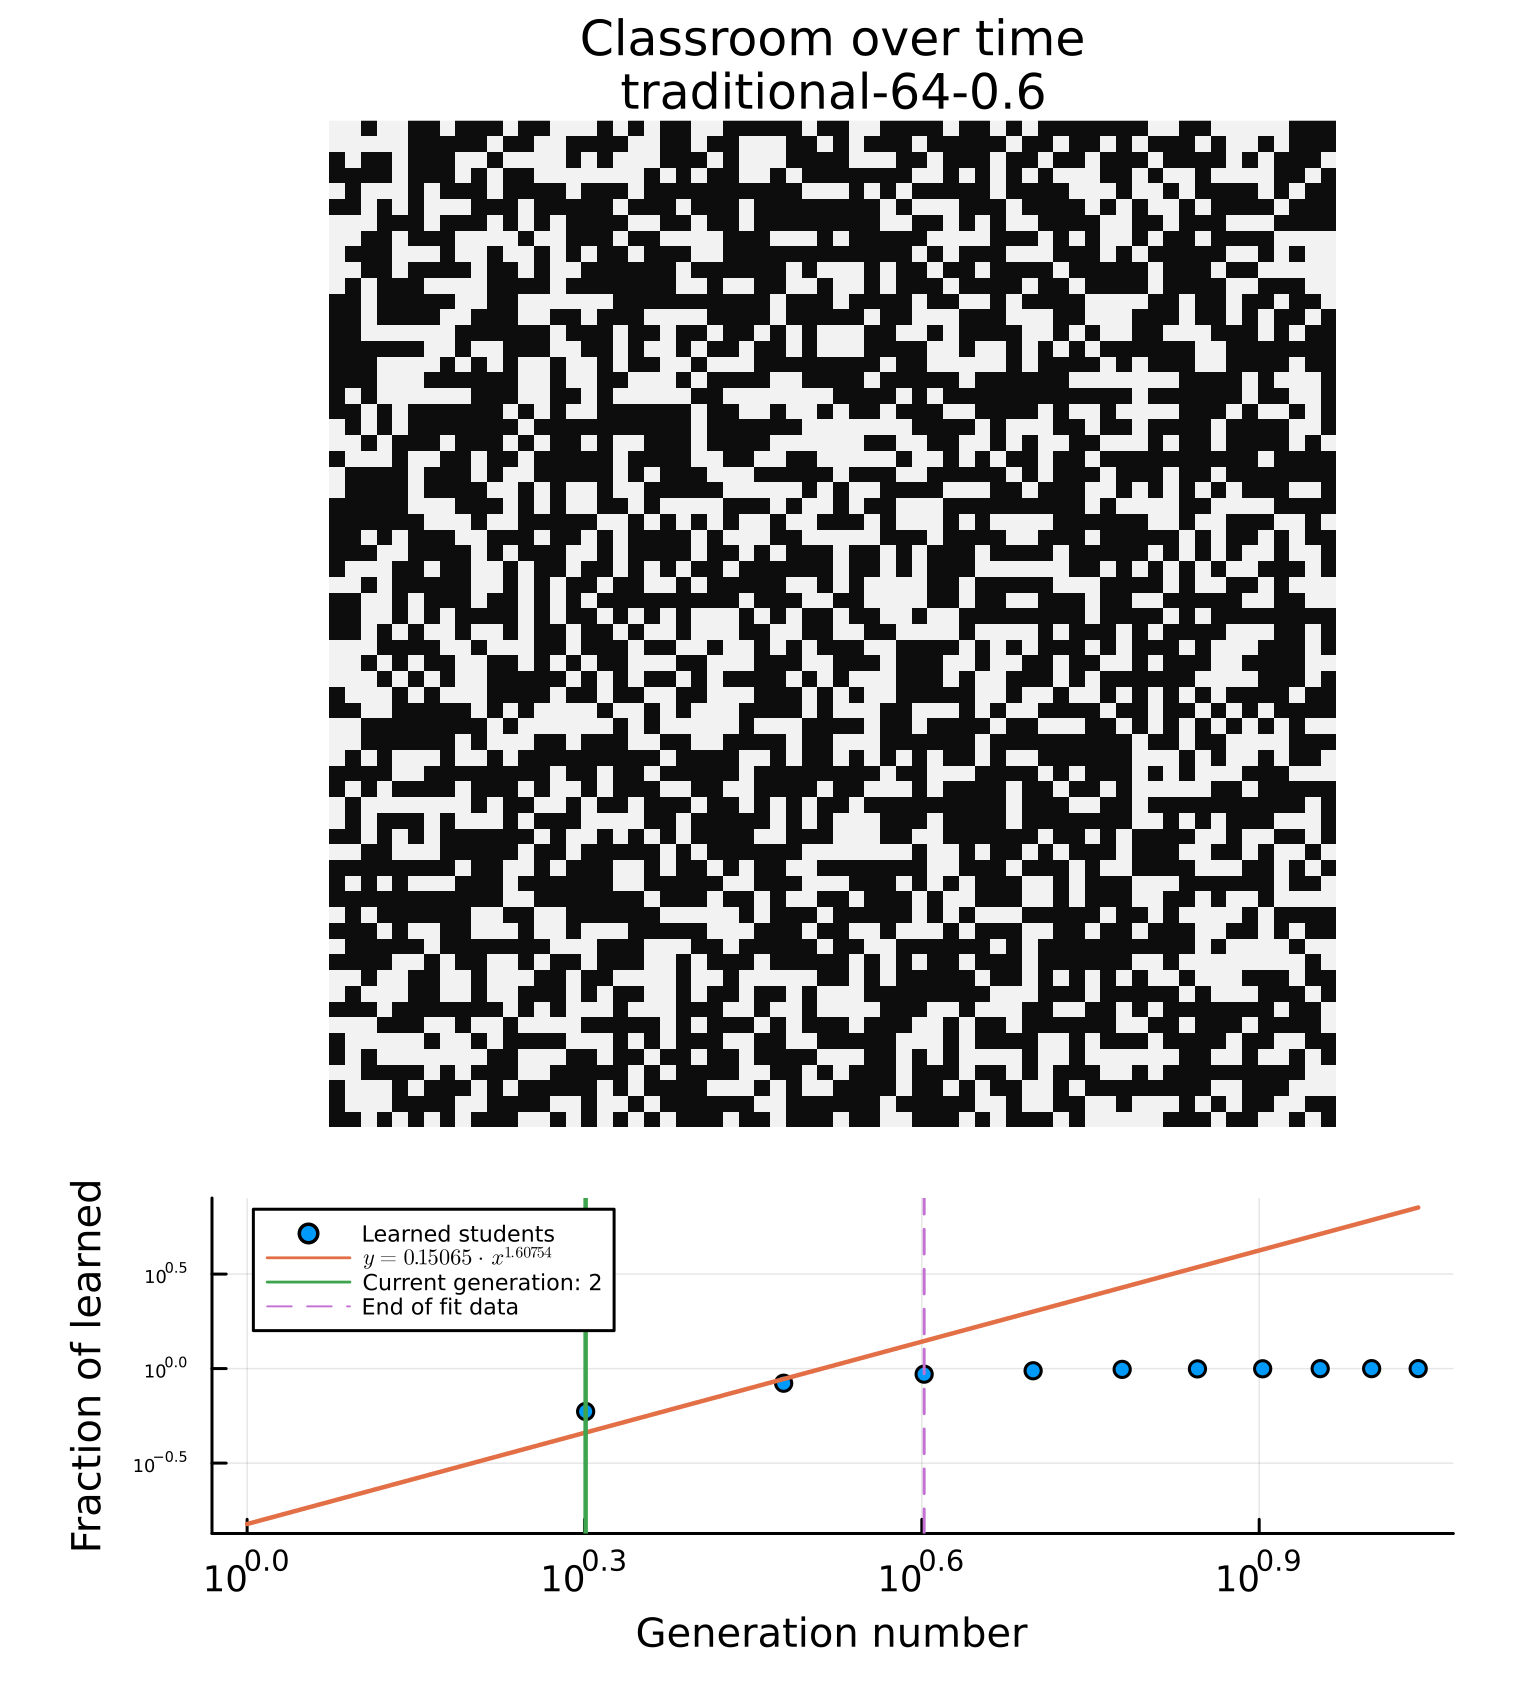 Classroom over time
traditional-64-0.6
Fraction of learned
10^0.5
10^0.0
10^−0.5
Learned students
y = 0.15065 · x^1.60754
Current generation: 2
End of fit data
10^0.0 10^0.3 10^0.6 10^0.9
Generation number